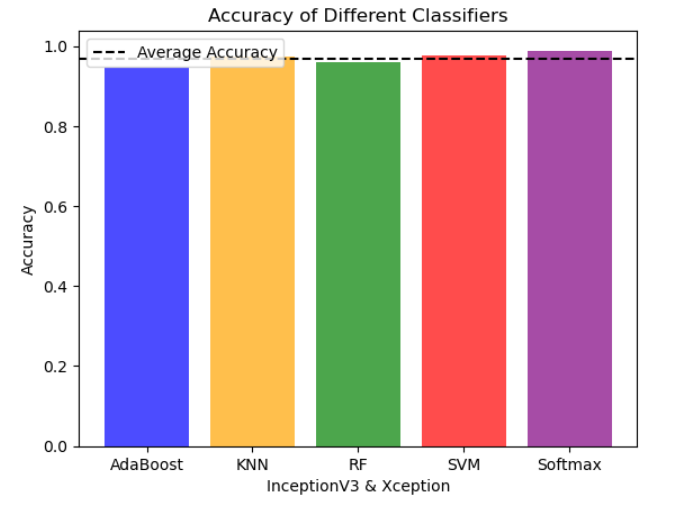 Accuracy of Different Classifiers
Average Accuracy
1.0
0.8
0.6
0.4
0.2
0.0
Accuracy
AdaBoost KNN RF SVM Softmax
InceptionV3 & Xception